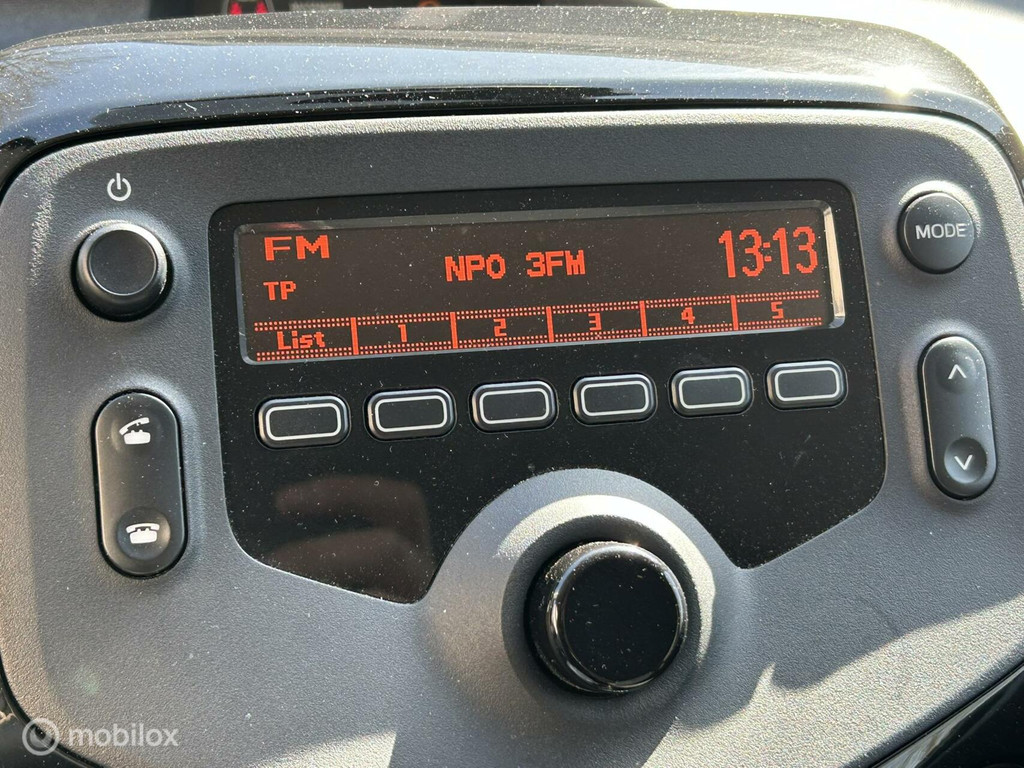 FM
NPO 3FM
13:13
TP
List 1 2 3 4 5
MODE
mobilox